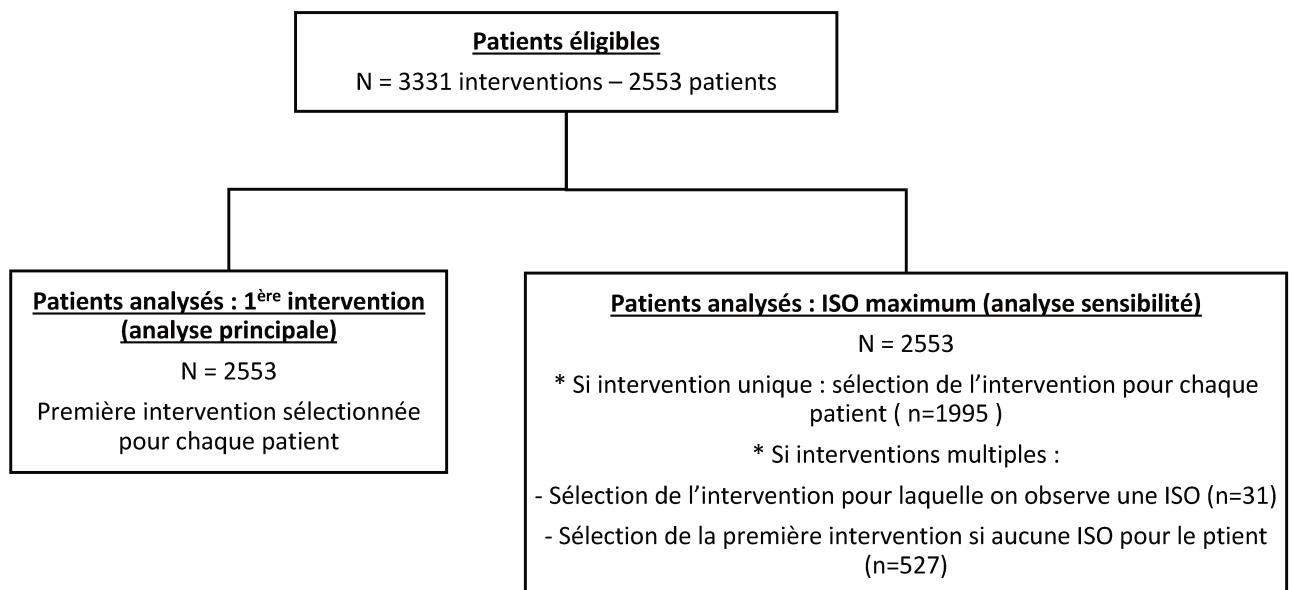 Patients éligibles
N = 3331 interventions – 2553 patients
Patients analysés : 1ère intervention
(analyse principale)
N = 2553
Première intervention sélectionnée
pour chaque patient
Patients analysés : ISO maximum (analyse sensibilité)
N = 2553
* Si intervention unique : sélection de l’intervention pour chaque
patient ( n=1995 )
* Si interventions multiples :
- Sélection de l’intervention pour laquelle on observe une ISO (n=31)
- Sélection de la première intervention si aucune ISO pour le ptient
(n=527)